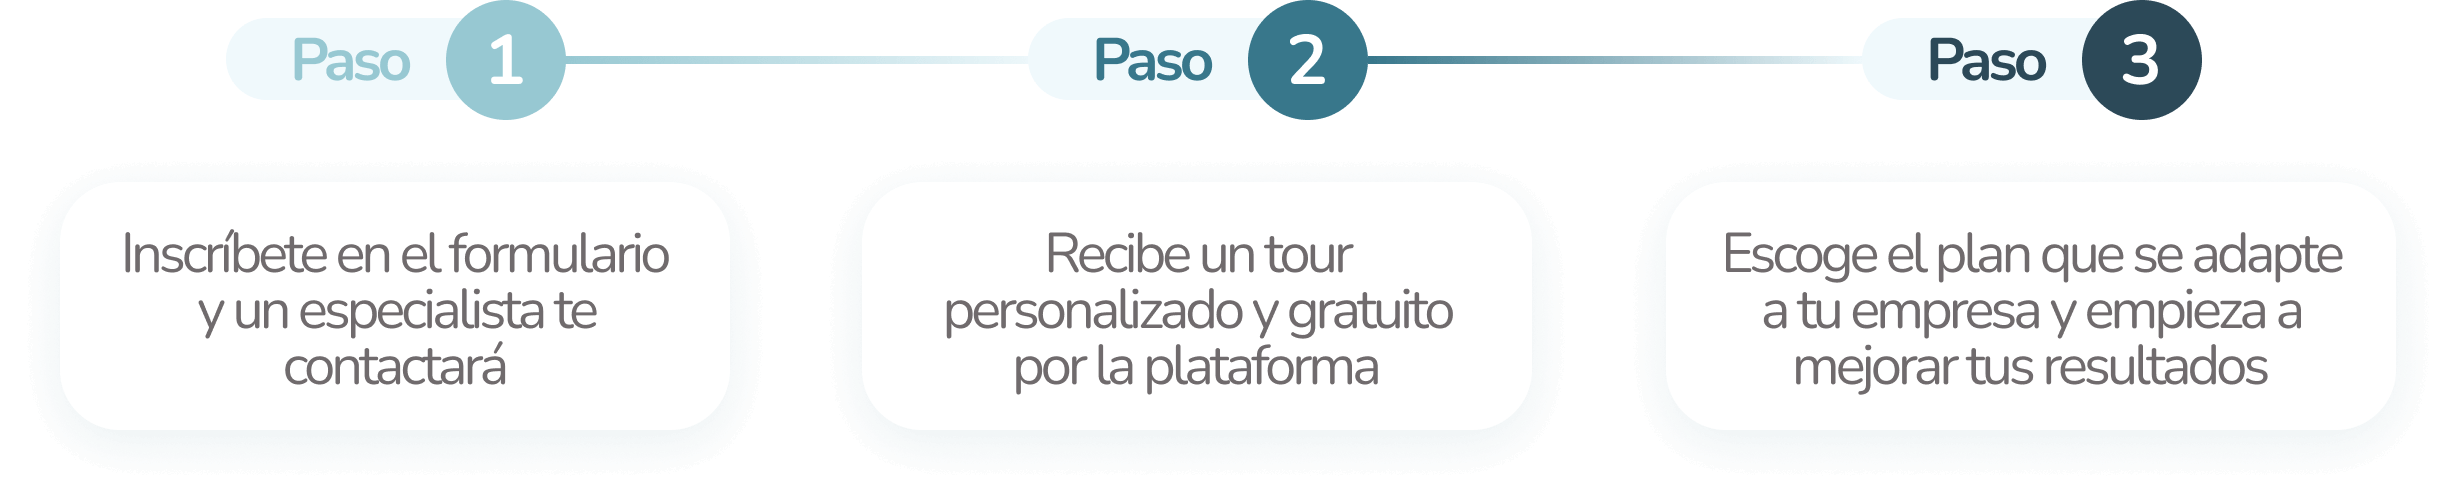 Paso 1
Inscríbete en el formulario
y un especialista te
contactará
Paso 2
Recibe un tour
personalizado y gratuito
por la plataforma
Paso 3
Escoge el plan que se adapte
a tu empresa y empieza a
mejorar tus resultados